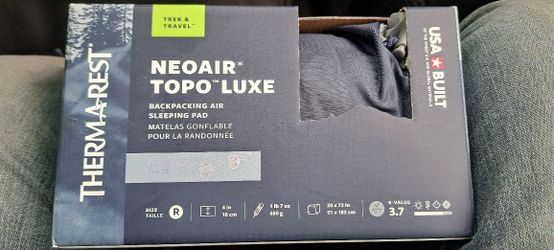 THERMAREST®
TREK &
TRAVEL™
NEOAIR®
TOPO™ LUXE
BACKPACKING AIR
SLEEPING PAD
MATELAS GONFLABLE
POUR LA RANDONNÉE
USA ★ BUILT
SIZE
TAILLE
R
4 in
10 cm
1 lb 7 oz
650 g
20 x 72 in
51 x 183 cm
R-VALUE
3.7